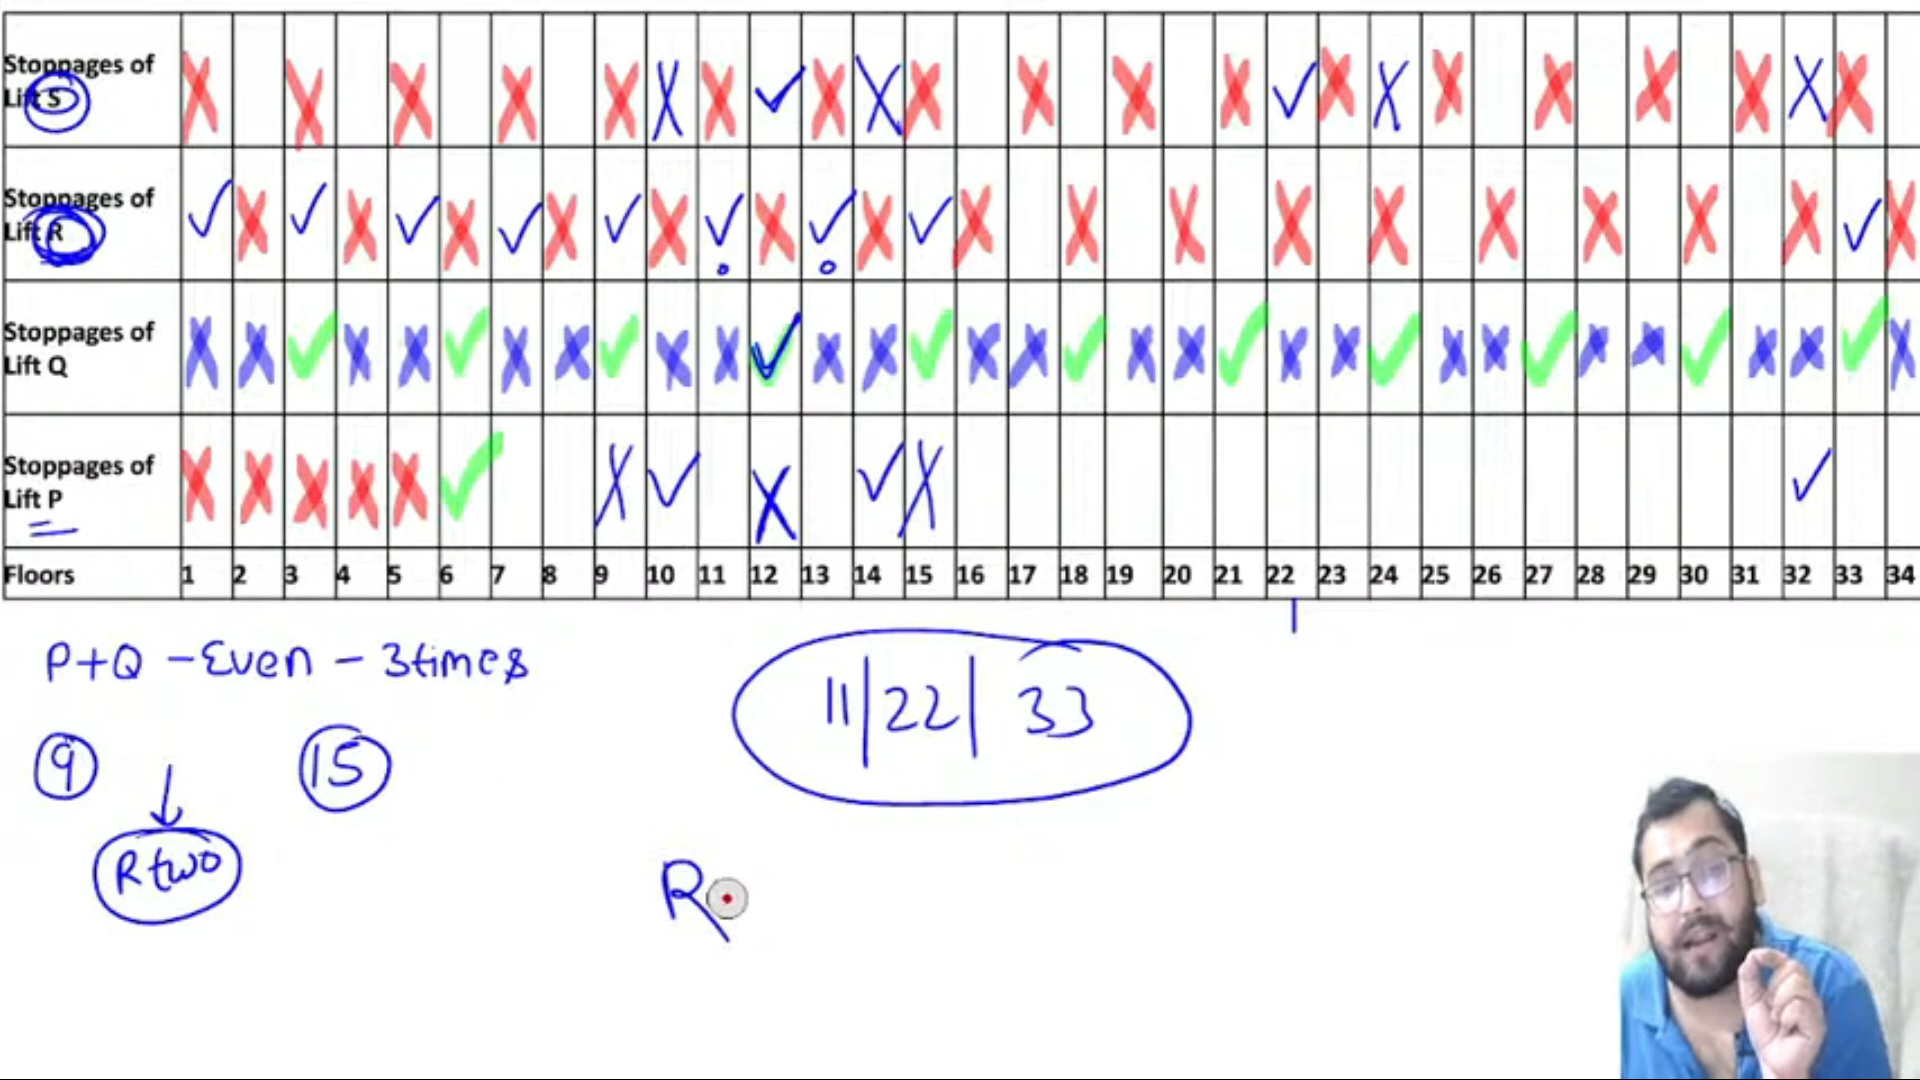 Stoppages of
Lift S
Stoppages of
Lift R
Stoppages of
Lift Q
Stoppages of
Lift P
Floors 1 2 3 4 5 6 7 8 9 10 11 12 13 14 15 16 17 18 19 20 21 22 23 24 25 26 27 28 29 30 31 32 33 34
P+Q - Even - 3times
11 | 22 | 33
9 15
R two
R